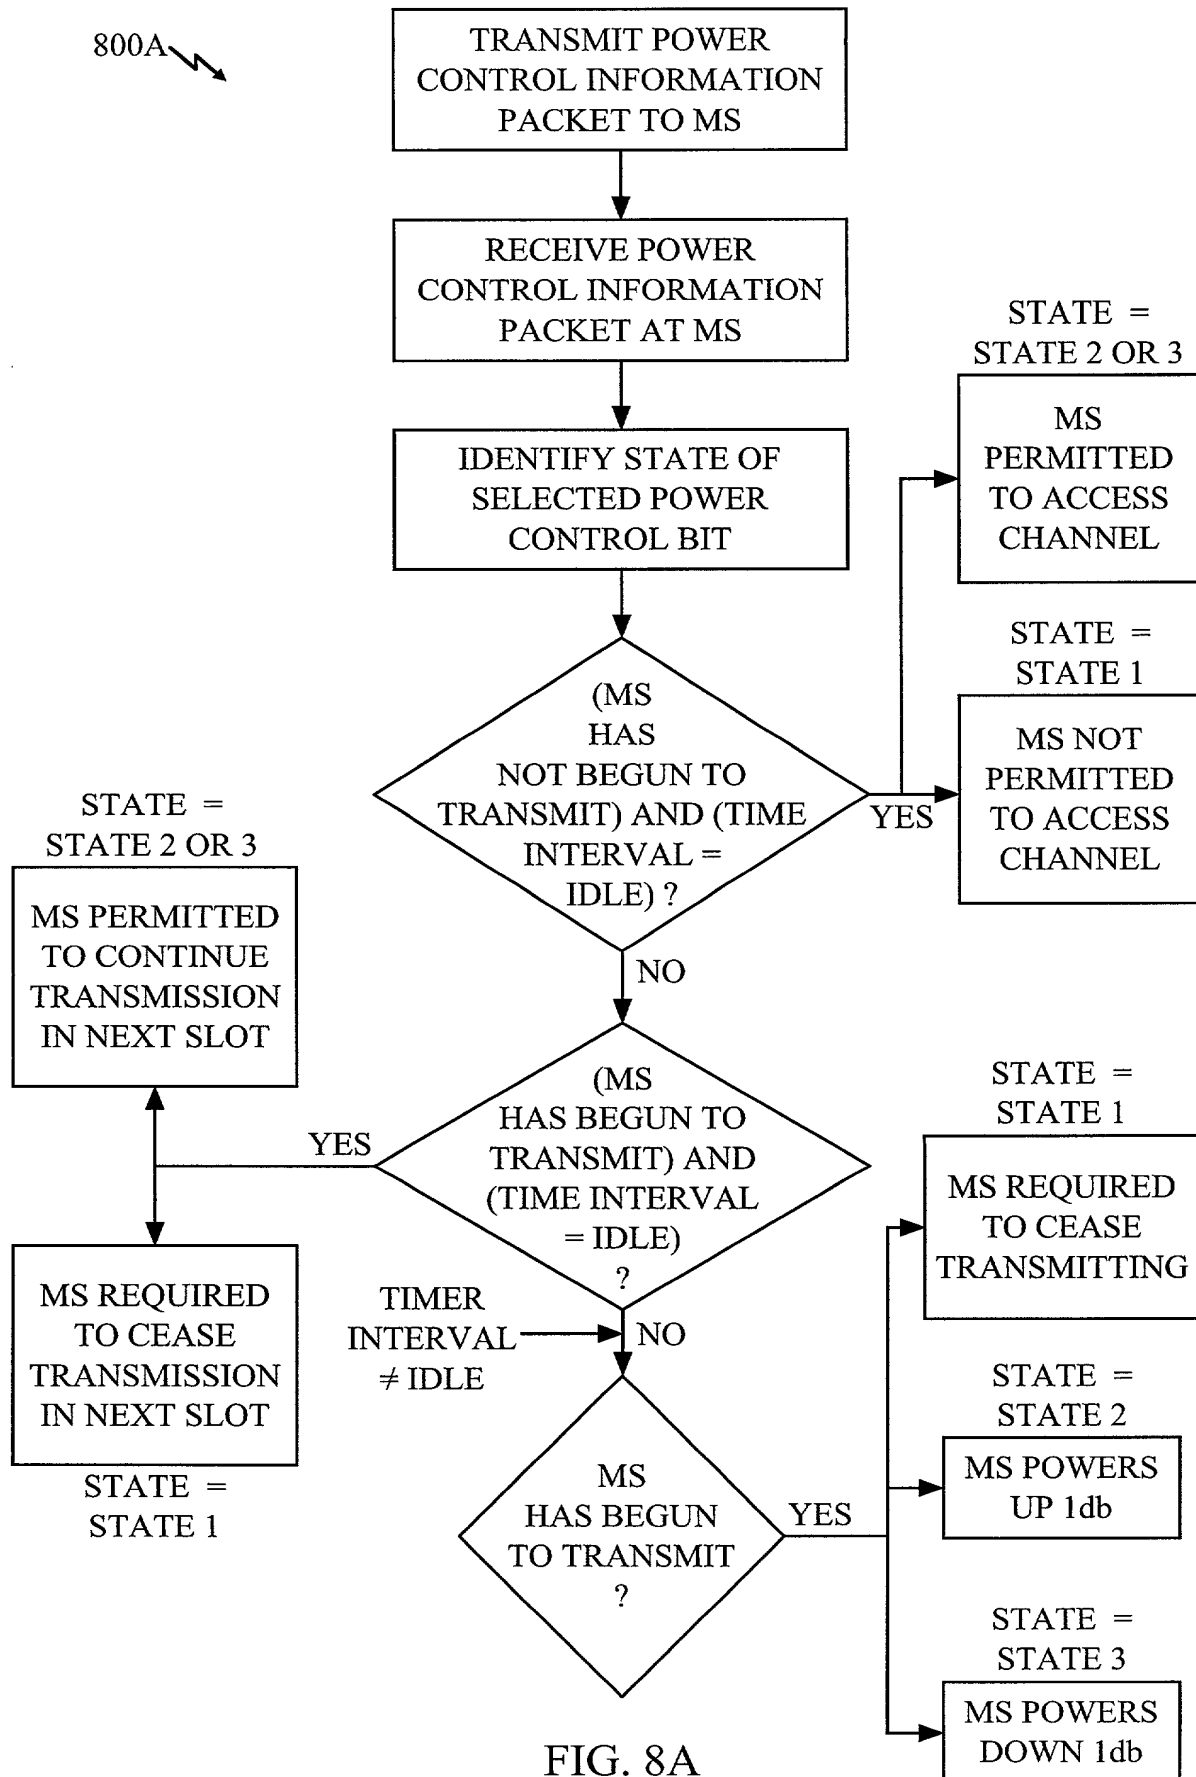 800A
TRANSMIT POWER
CONTROL INFORMATION
PACKET TO MS
RECEIVE POWER
CONTROL INFORMATION
PACKET AT MS
IDENTIFY STATE OF
SELECTED POWER
CONTROL BIT
STATE =
STATE 2 OR 3
MS
PERMITTED
TO ACCESS
CHANNEL
STATE =
STATE 1
MS NOT
PERMITTED
TO ACCESS
CHANNEL
(MS
HAS
NOT BEGUN TO
TRANSMIT) AND (TIME
INTERVAL =
IDLE) ?
YES
NO
STATE =
STATE 2 OR 3
MS PERMITTED
TO CONTINUE
TRANSMISSION
IN NEXT SLOT
(MS
HAS BEGUN TO
TRANSMIT) AND
(TIME INTERVAL
= IDLE)
?
YES
MS REQUIRED
TO CEASE
TRANSMISSION
IN NEXT SLOT
STATE =
STATE 1
TIMER
INTERVAL
≠ IDLE
NO
MS
HAS BEGUN
TO TRANSMIT
?
YES
STATE =
STATE 1
MS REQUIRED
TO CEASE
TRANSMITTING
STATE =
STATE 2
MS POWERS
UP 1db
STATE =
STATE 3
MS POWERS
DOWN 1db
FIG. 8A